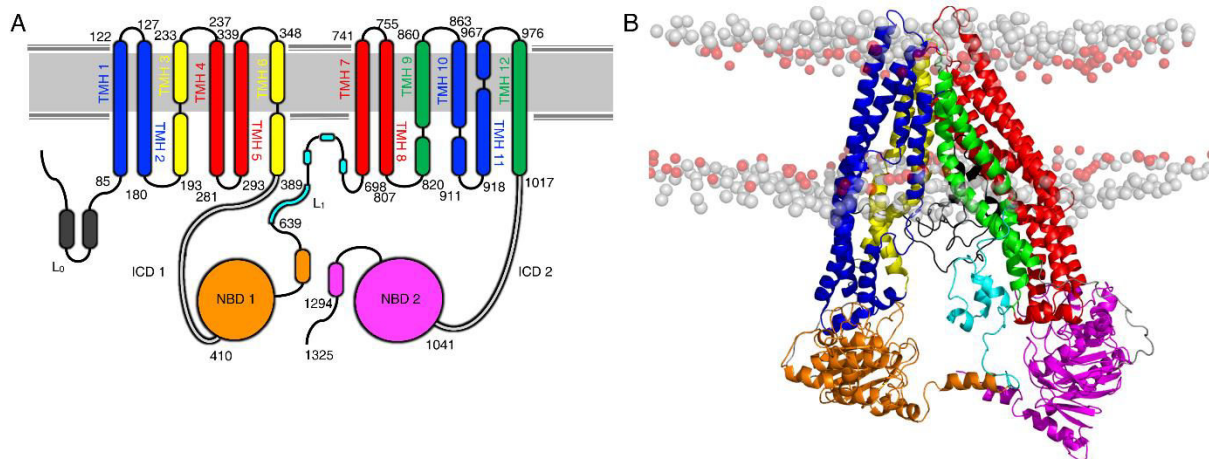 A
B
122
127
233
237
339
348
741
755
860
863
967
976
TMH 1
TMH 2
TMH 3
TMH 4
TMH 5
TMH 6
TMH 7
TMH 8
TMH 9
TMH 10
TMH 11
TMH 12
85
180
193
281
293
389
698
807
820
911
918
1017
L0
L1
639
ICD 1
ICD 2
NBD 1
NBD 2
1294
410
1325
1041